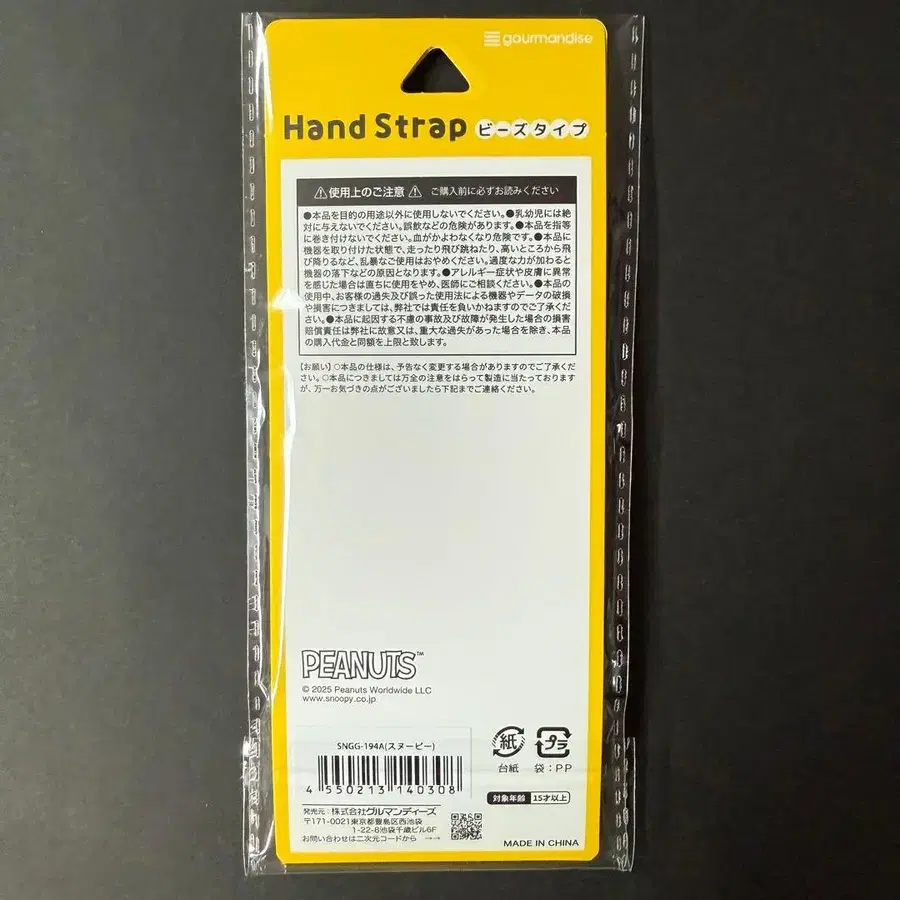 gourmandise
Hand Strap ビーズタイプ
⚠使用上のご注意⚠ ご購入前に必ずお読みください
●本品を目的の用途以外に使用しないでください。●乳幼児には絶
対に与えないでください。誤飲などの危険があります。●本品を指等
に巻き付けないでください。血がかよわなくなり危険です。●本品に
機器を取り付けた状態で、走ったり飛び跳ねたり、高いところから飛
び降りるなど、乱暴なご使用はおやめください。過度な力が加わると
機器の落下などの原因となります。●アレルギー症状や皮膚に異常
を感じた場合は直ちに使用をやめ、医師にご相談ください。●本品の
使用中、お客様の過失及び誤った使用法による機器やデータの破損
や損害につきましては、弊社では責任を負いかねますのでご了承くださ
い。●本品に起因する不慮の事故及び故障が発生した場合の損害
賠償責任は弊社に故意又は、重大な過失があった場合を除き、本品
の購入代金と同額を上限と致します。
【お願い】○本品の仕様は、予告なく変更する場合がありますのでご了承くだ
さい。○本品につきましては万全の注意をはらって製造に当たっております
が、万一お気づきの点がございましたら下記までご連絡ください。
PEANUTS™
© 2025 Peanuts Worldwide LLC
www.snoopy.co.jp
SNGG-194A(スヌーピー)
4 550213 140308
紙 プラ
台紙 袋:PP
対象年齢 15才以上
発売元:株式会社グルマンディーズ
〒171-0021東京都豊島区西池袋
1-22-8池袋千歳ビル6F
お問い合わせは二次元コードから →→
MADE IN CHINA